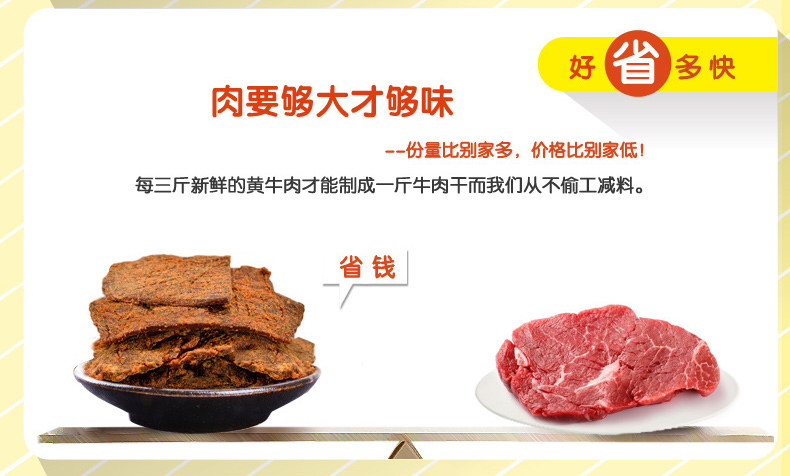 好省多快
肉要够大才够味
--份量比别家多，价格比别家低！
每三斤新鲜的黄牛肉才能制成一斤牛肉干而我们从不偷工减料。
省钱